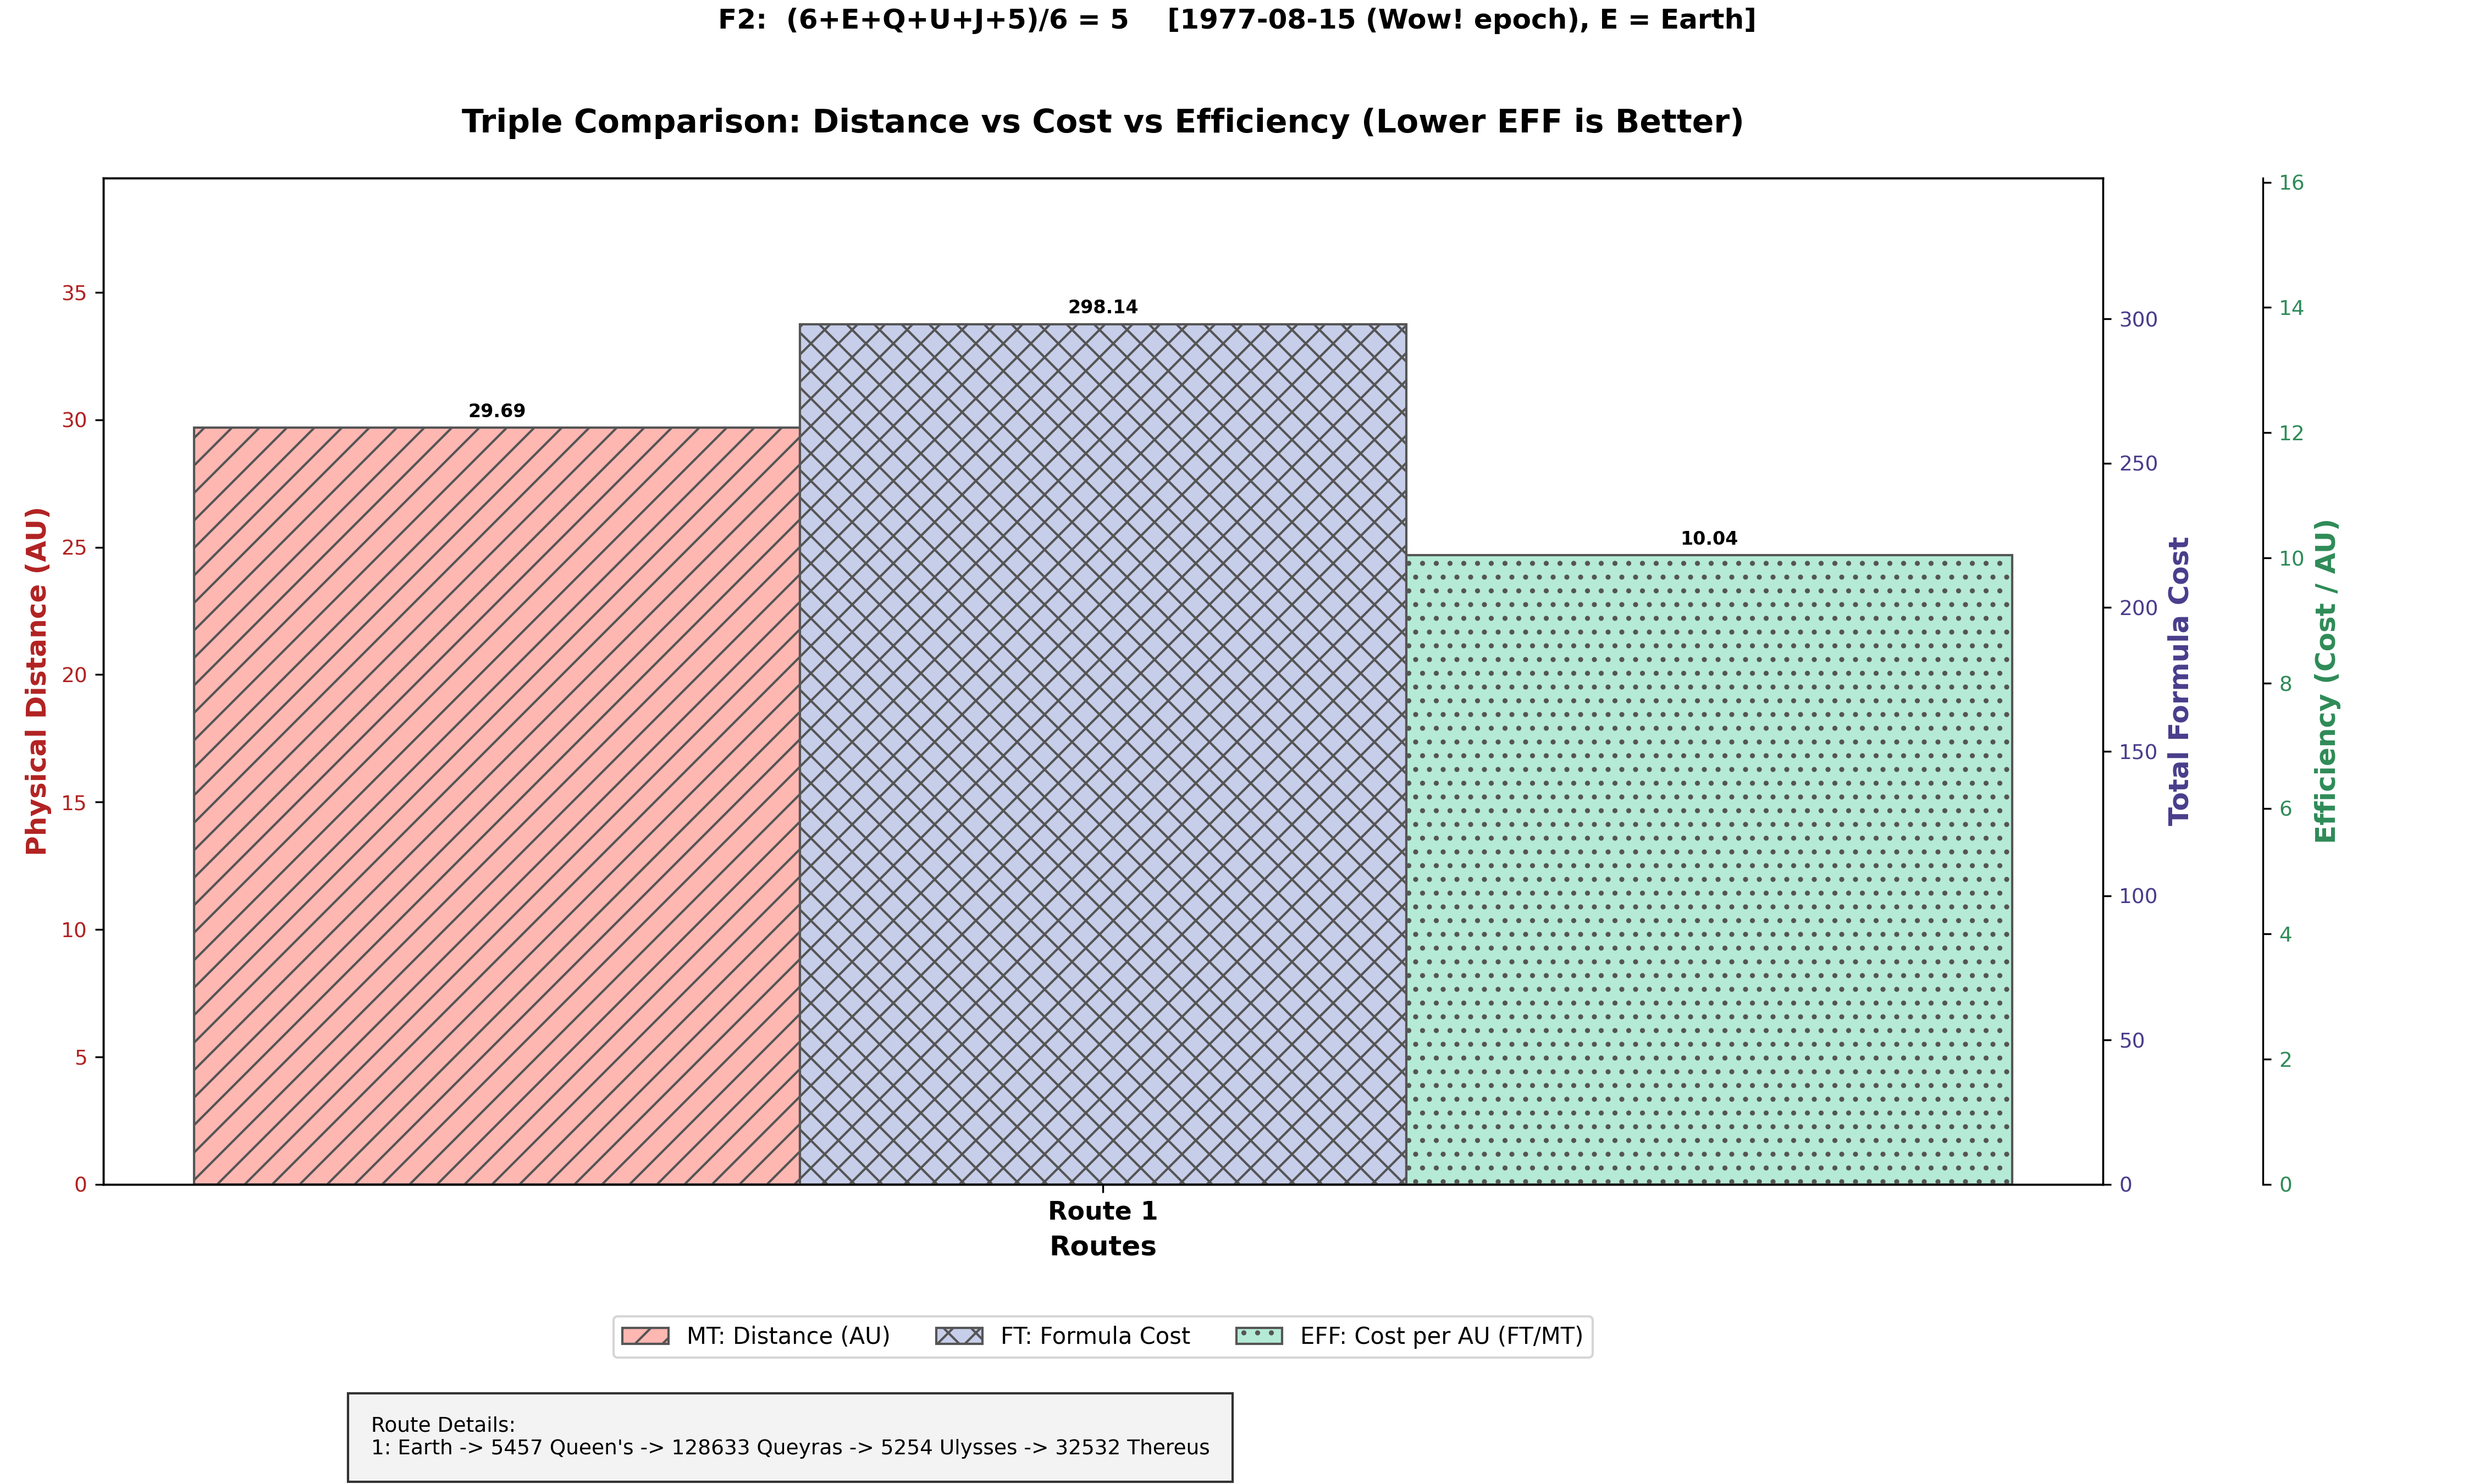 F2:  (6+E+Q+U+J+5)/6 = 5    [1977-08-15 (Wow! epoch), E = Earth]
Triple Comparison: Distance vs Cost vs Efficiency (Lower EFF is Better)
Physical Distance (AU)
35
30
25
20
15
10
5
0
29.69
298.14
10.04
300
250
200
150
100
50
0
Total Formula Cost
16
14
12
10
8
6
4
2
0
Efficiency (Cost / AU)
Route 1
Routes
MT: Distance (AU)
FT: Formula Cost
EFF: Cost per AU (FT/MT)
Route Details:
1: Earth -> 5457 Queen's -> 128633 Queyras -> 5254 Ulysses -> 32532 Thereus